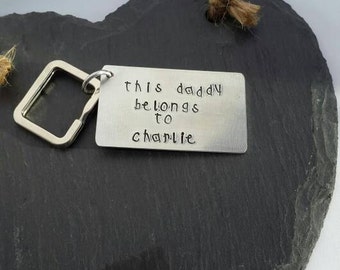 this daddy
belongs
to
charlie